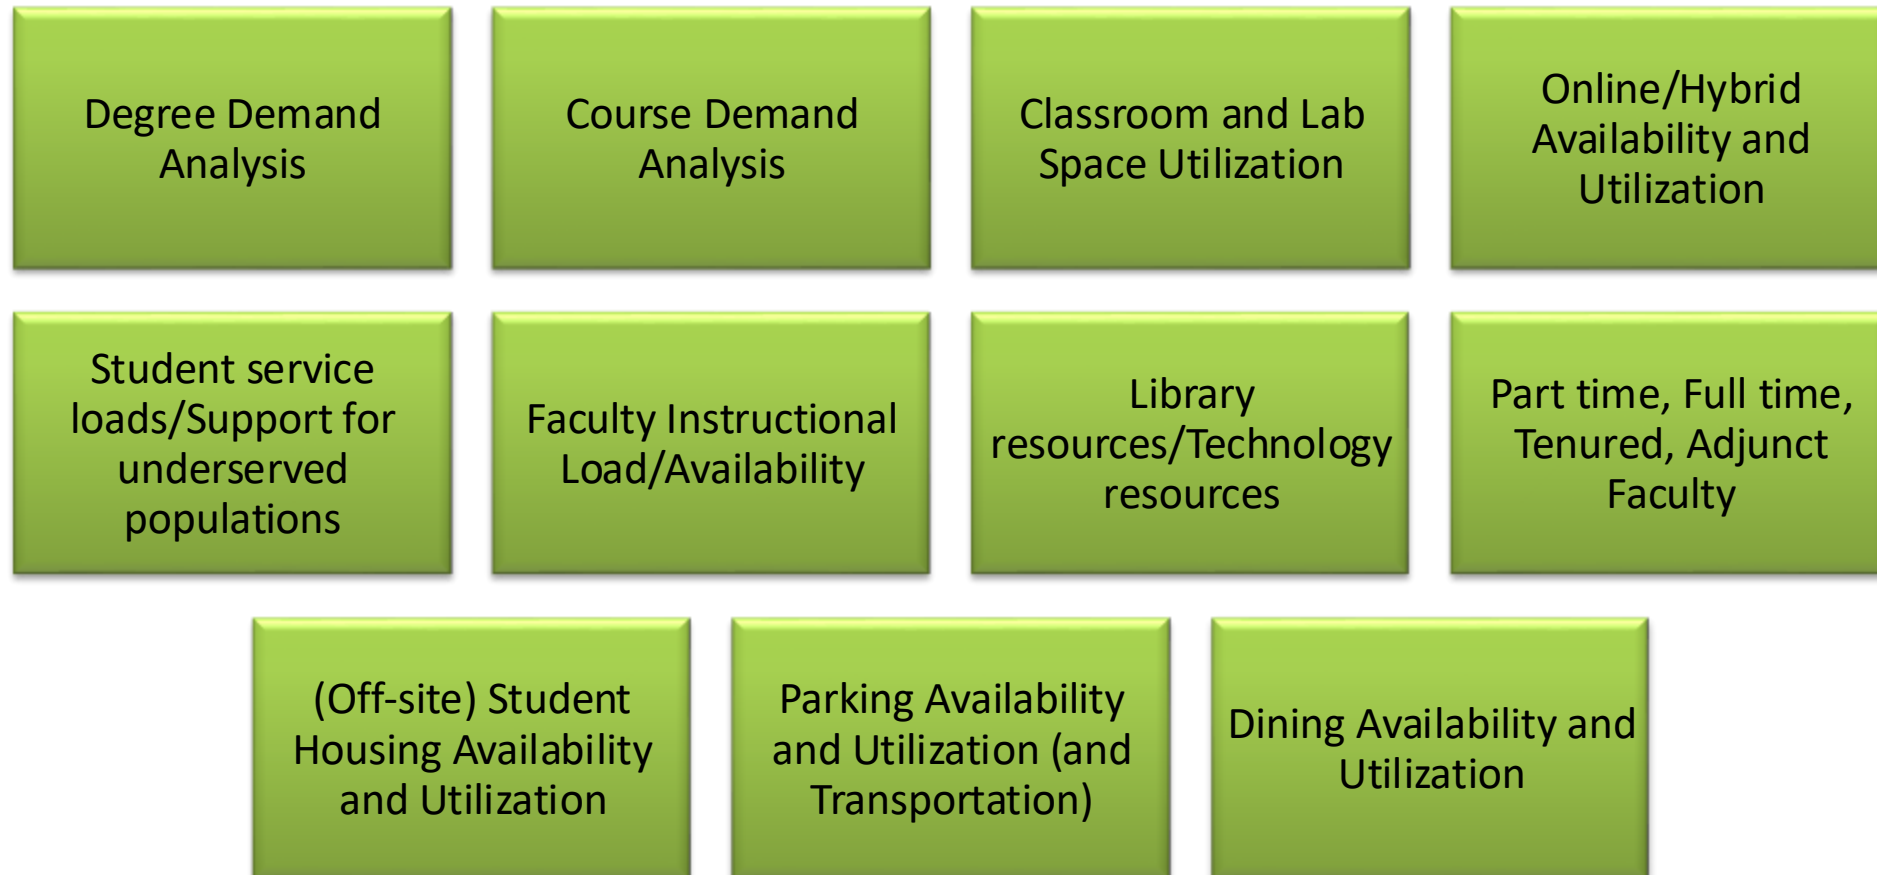 Degree Demand
Analysis
Course Demand
Analysis
Classroom and Lab
Space Utilization
Online/Hybrid
Availability and
Utilization
Student service
loads/Support for
underserved
populations
Faculty Instructional
Load/Availability
Library
resources/Technology
resources
Part time, Full time,
Tenured, Adjunct
Faculty
(Off-site) Student
Housing Availability
and Utilization
Parking Availability
and Utilization (and
Transportation)
Dining Availability and
Utilization